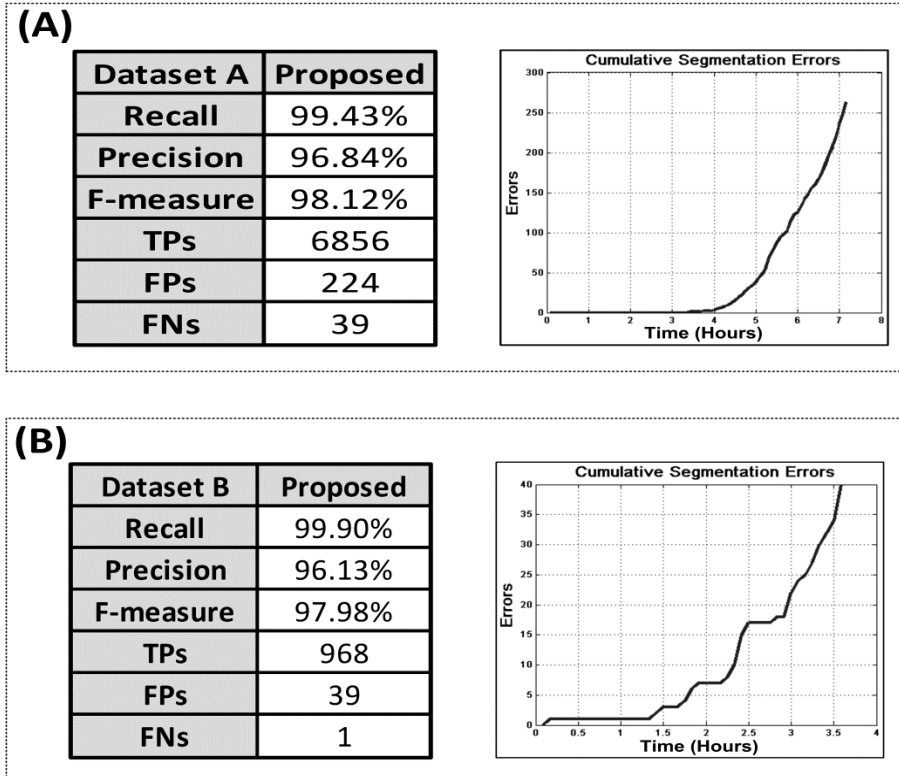 (A)
Dataset A Proposed
Recall 99.43%
Precision 96.84%
F-measure 98.12%
TPs 6856
FPs 224
FNs 39
Cumulative Segmentation Errors
300
250
200
150
100
50
0
Errors
0 1 2 3 4 5 6 7 8
Time (Hours)
(B)
Dataset B Proposed
Recall 99.90%
Precision 96.13%
F-measure 97.98%
TPs 968
FPs 39
FNs 1
Cumulative Segmentation Errors
40
35
30
25
20
15
10
5
0
Errors
0 0.5 1 1.5 2 2.5 3 3.5 4
Time (Hours)